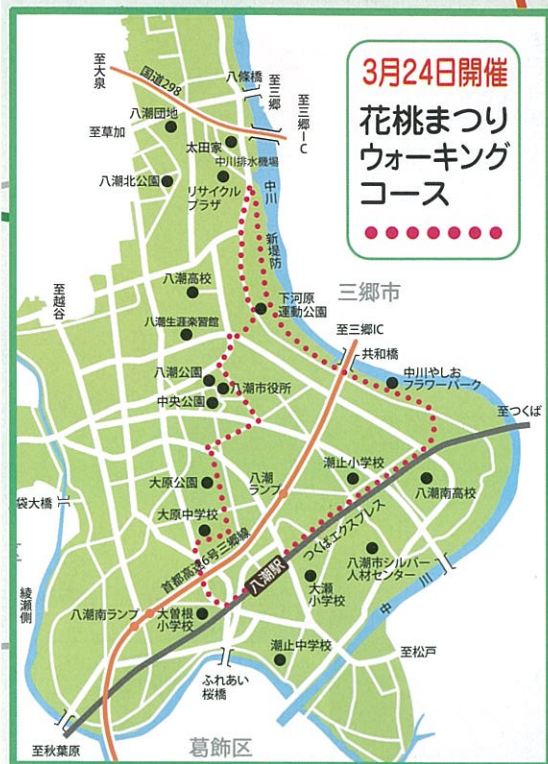 3月24日開催
花桃まつり
ウォーキング
コース
至大泉
国道298
八條橋
至三郷
至三郷IC
八潮団地
至草加
太田家
中川排水機場
八潮北公園
リサイクル
プラザ
中川
新堤防
三郷市
至越谷
八潮高校
下河原
運動公園
八潮生涯楽習館
至三郷IC
共和橋
八潮公園
八潮市役所
中央公園
中川やしお
フラワーパーク
至つくば
大原公園
八潮
ランプ
潮止小学校
八潮南高校
袋大橋
大原中学校
首都高速6号三郷線
つくばエクスプレス
八潮駅
八潮市シルバー
人材センター
大瀬
小学校
綾瀬側
八潮南ランプ
大曽根
小学校
中川
潮止中学校
至松戸
ふれあい
桜橋
至秋葉原
葛飾区